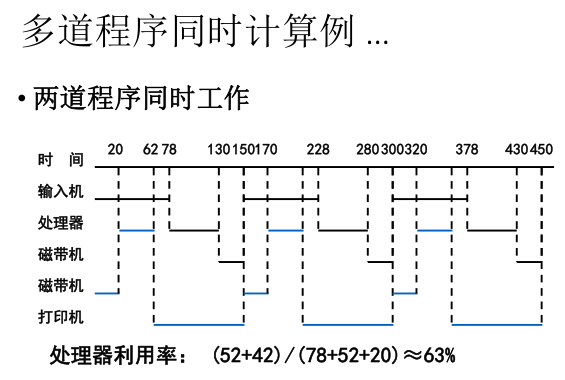 多道程序同时计算例 ...
• 两道程序同时工作
时 间 20 62 78 130 150 170 228 280 300 320 378 430 450
输入机
处理器
磁带机
磁带机
打印机
处理器利用率： (52+42)/(78+52+20)≈63%